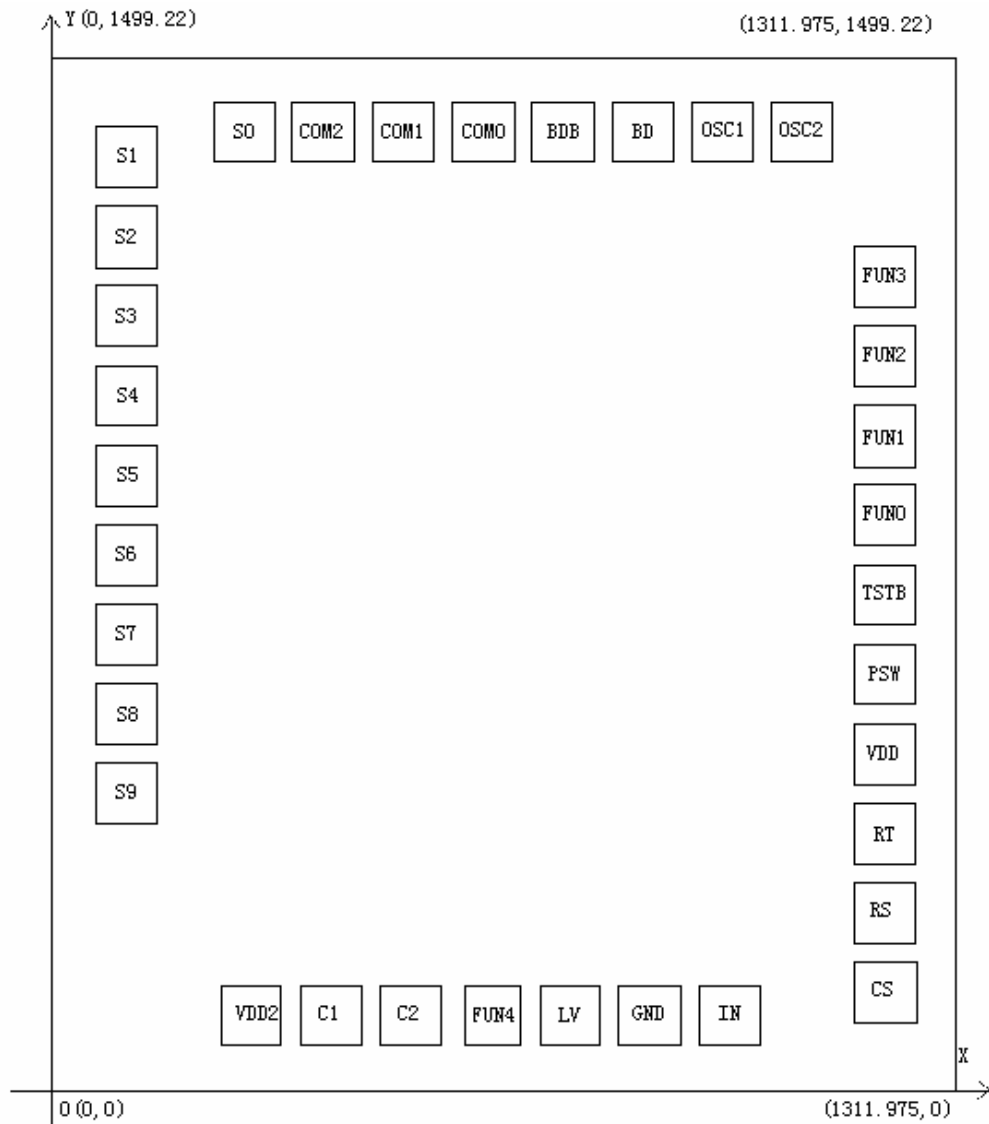 Y(0, 1499.22)
(1311.975, 1499.22)
S0 COM2 COM1 COM0 BDB BD OSC1 OSC2
S1
S2
S3
S4
S5
S6
S7
S8
S9
FUN3
FUN2
FUN1
FUN0
TSTB
PSW
VDD
RT
RS
CS
VDD2 C1 C2 FUN4 LV GND IN
X
0(0, 0)
(1311.975, 0)